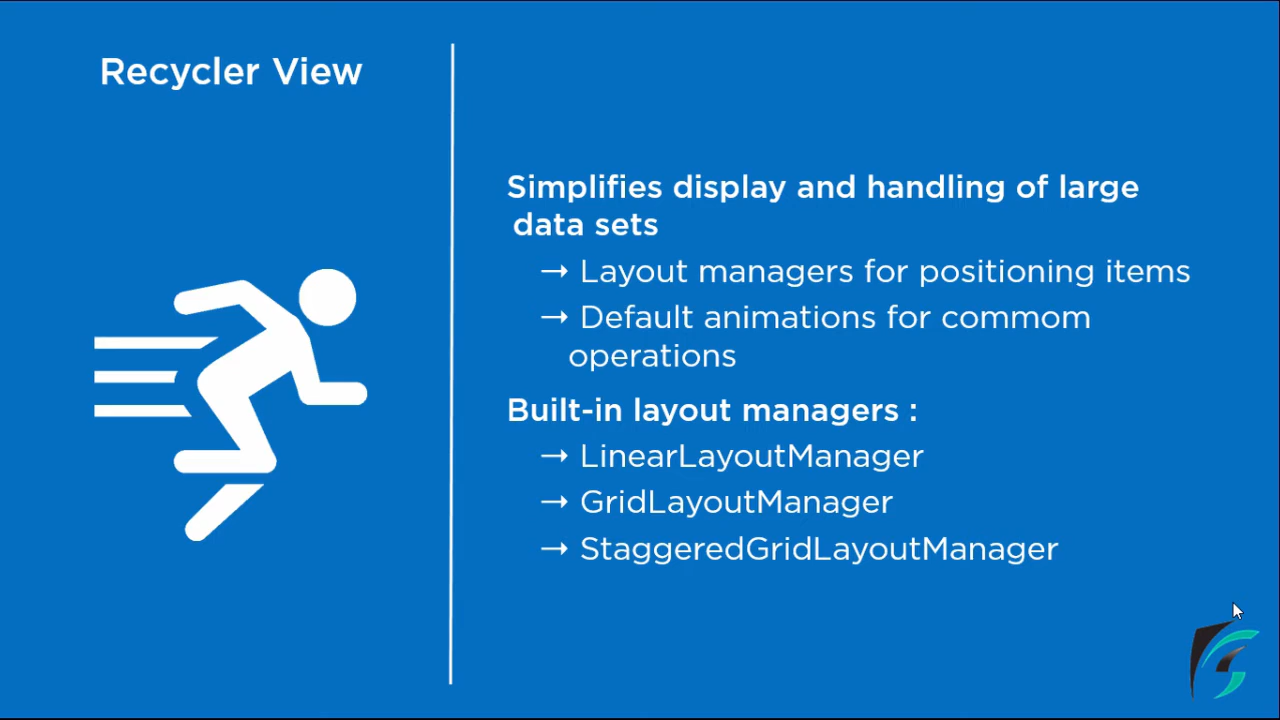 Recycler View
Simplifies display and handling of large
data sets
→ Layout managers for positioning items
→ Default animations for commom
operations
Built-in layout managers :
→ LinearLayoutManager
→ GridLayoutManager
→ StaggeredGridLayoutManager